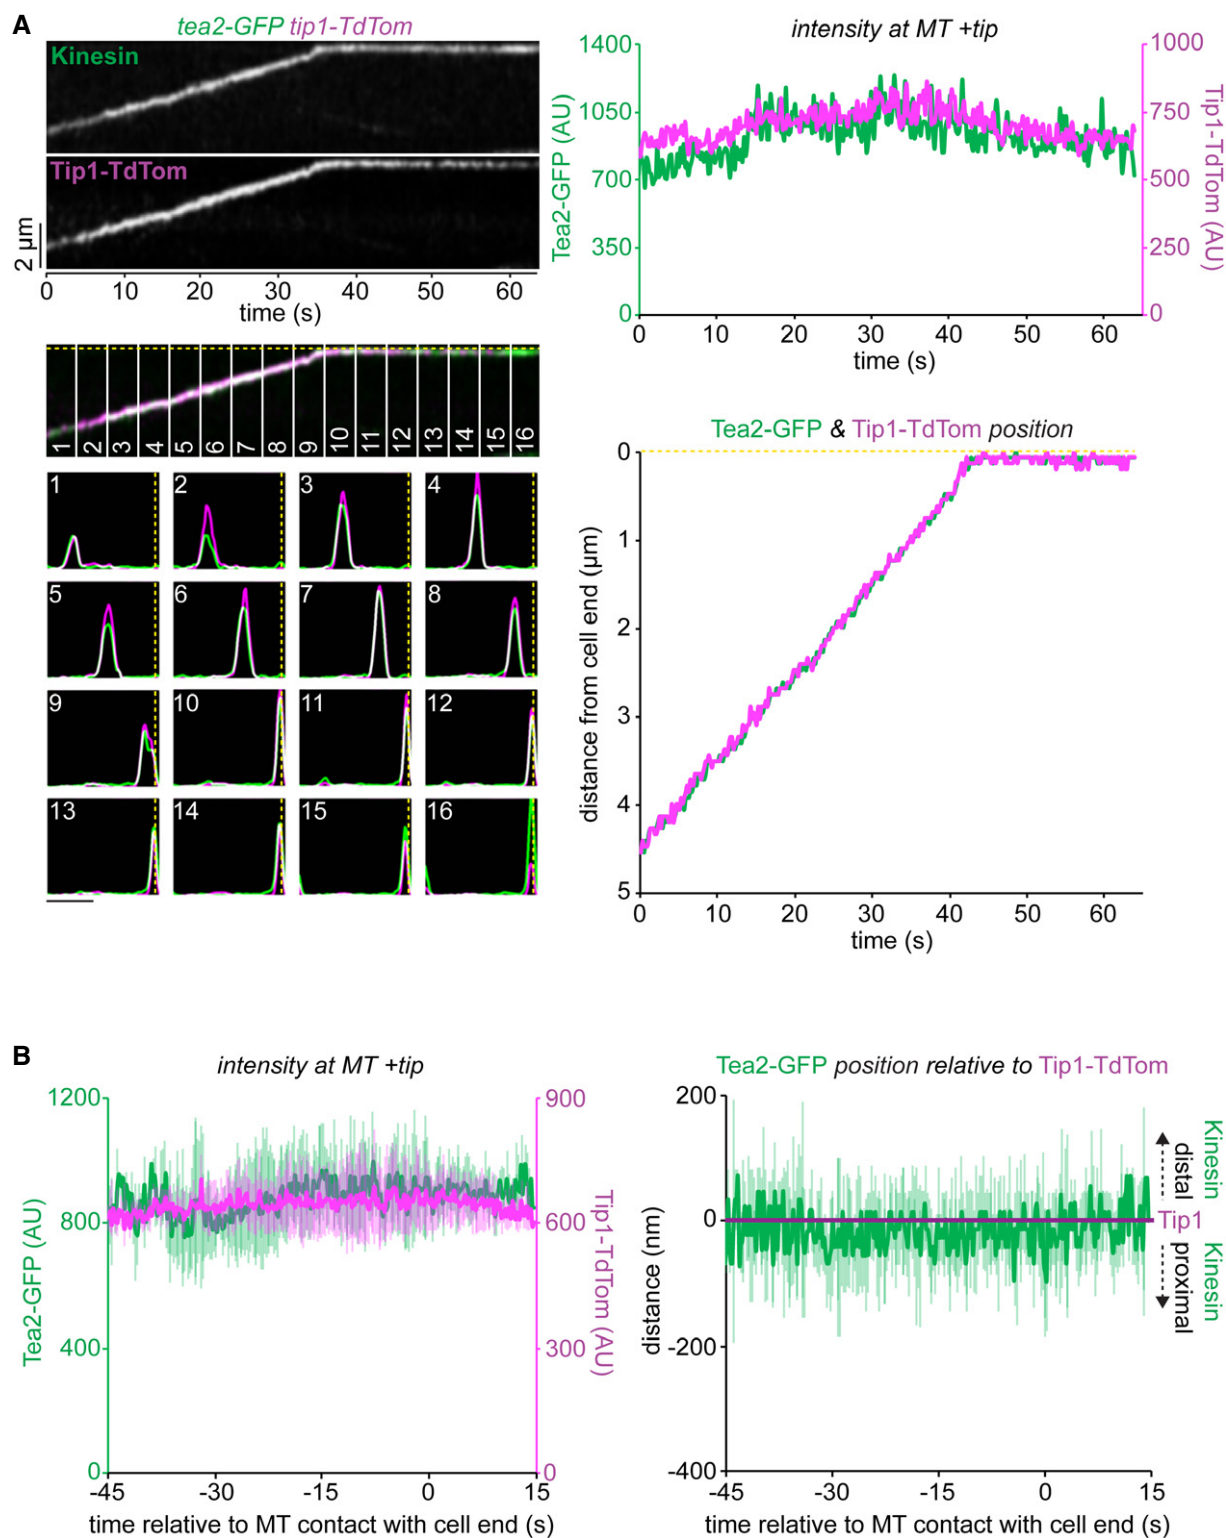 A
tea2-GFP tip1-TdTom
Kinesin
Tip1-TdTom
2 µm
0 10 20 30 40 50 60
time (s)
intensity at MT +tip
1400
1050
700
350
0
Tea2-GFP (AU)
1000
750
500
250
0
Tip1-TdTom (AU)
0 10 20 30 40 50 60
time (s)
1 2 3 4 5 6 7 8 9 10 11 12 13 14 15 16
1 2 3 4
5 6 7 8
9 10 11 12
13 14 15 16
Tea2-GFP & Tip1-TdTom position
0
1
2
3
4
5
distance from cell end (µm)
0 10 20 30 40 50 60
time (s)
B
intensity at MT +tip
1200
800
400
0
Tea2-GFP (AU)
900
600
300
0
Tip1-TdTom (AU)
-45 -30 -15 0 15
time relative to MT contact with cell end (s)
Tea2-GFP position relative to Tip1-TdTom
200
0
-200
-400
distance (nm)
Kinesin
distal
Tip1
Kinesin
proximal
-45 -30 -15 0 15
time relative to MT contact with cell end (s)